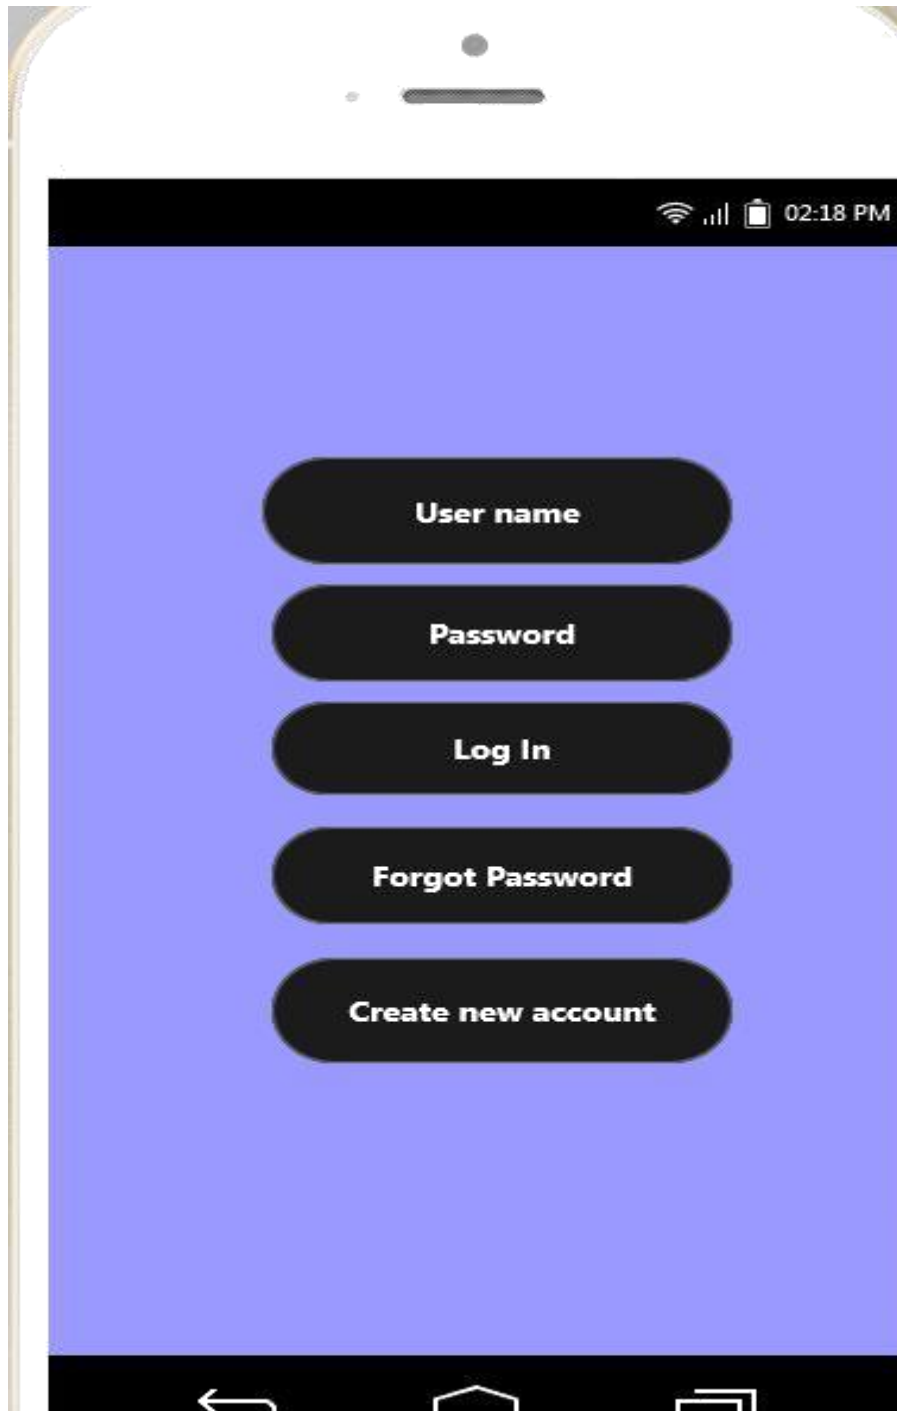 02:18 PM
User name
Password
Log In
Forgot Password
Create new account